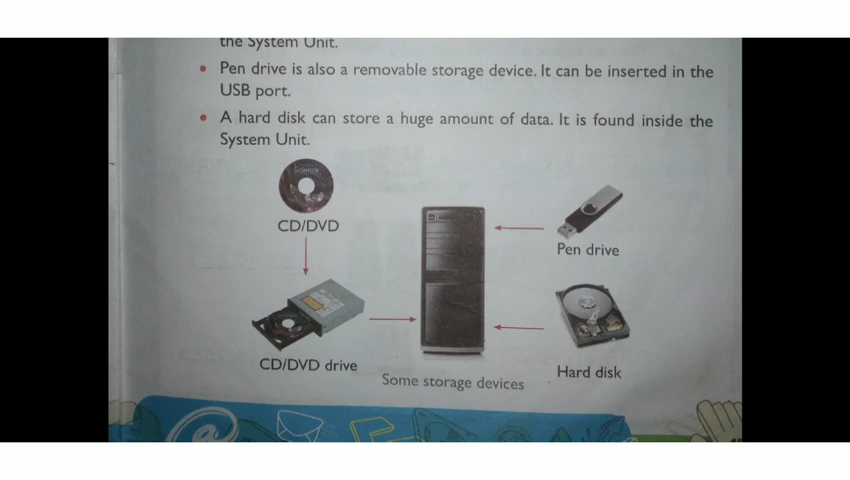 the System Unit.
• Pen drive is also a removable storage device. It can be inserted in the
USB port.
• A hard disk can store a huge amount of data. It is found inside the
System Unit.
Science
CD/DVD
Pen drive
CD/DVD drive
Hard disk
Some storage devices